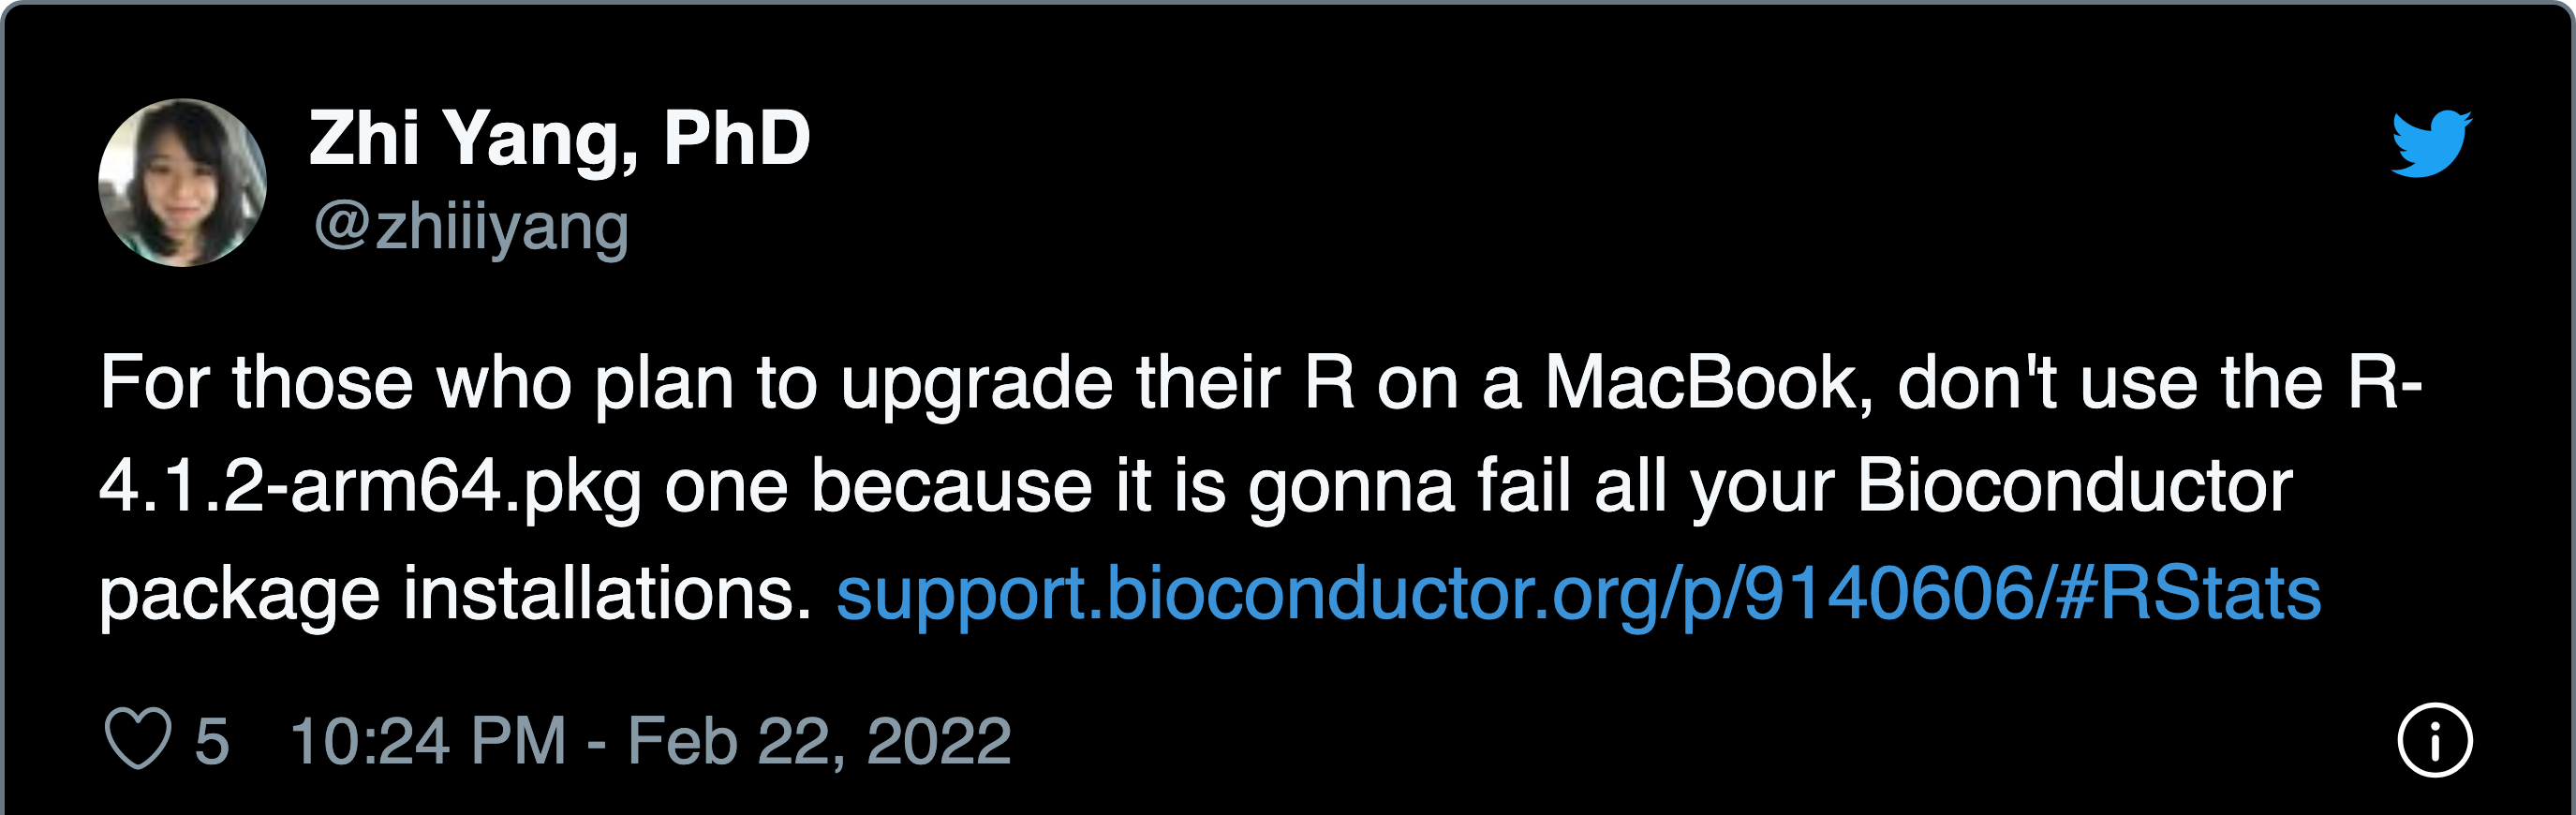 Zhi Yang, PhD
@zhiiiyang
For those who plan to upgrade their R on a MacBook, don't use the R-
4.1.2-arm64.pkg one because it is gonna fail all your Bioconductor
package installations. support.bioconductor.org/p/9140606/#RStats
5 10:24 PM - Feb 22, 2022